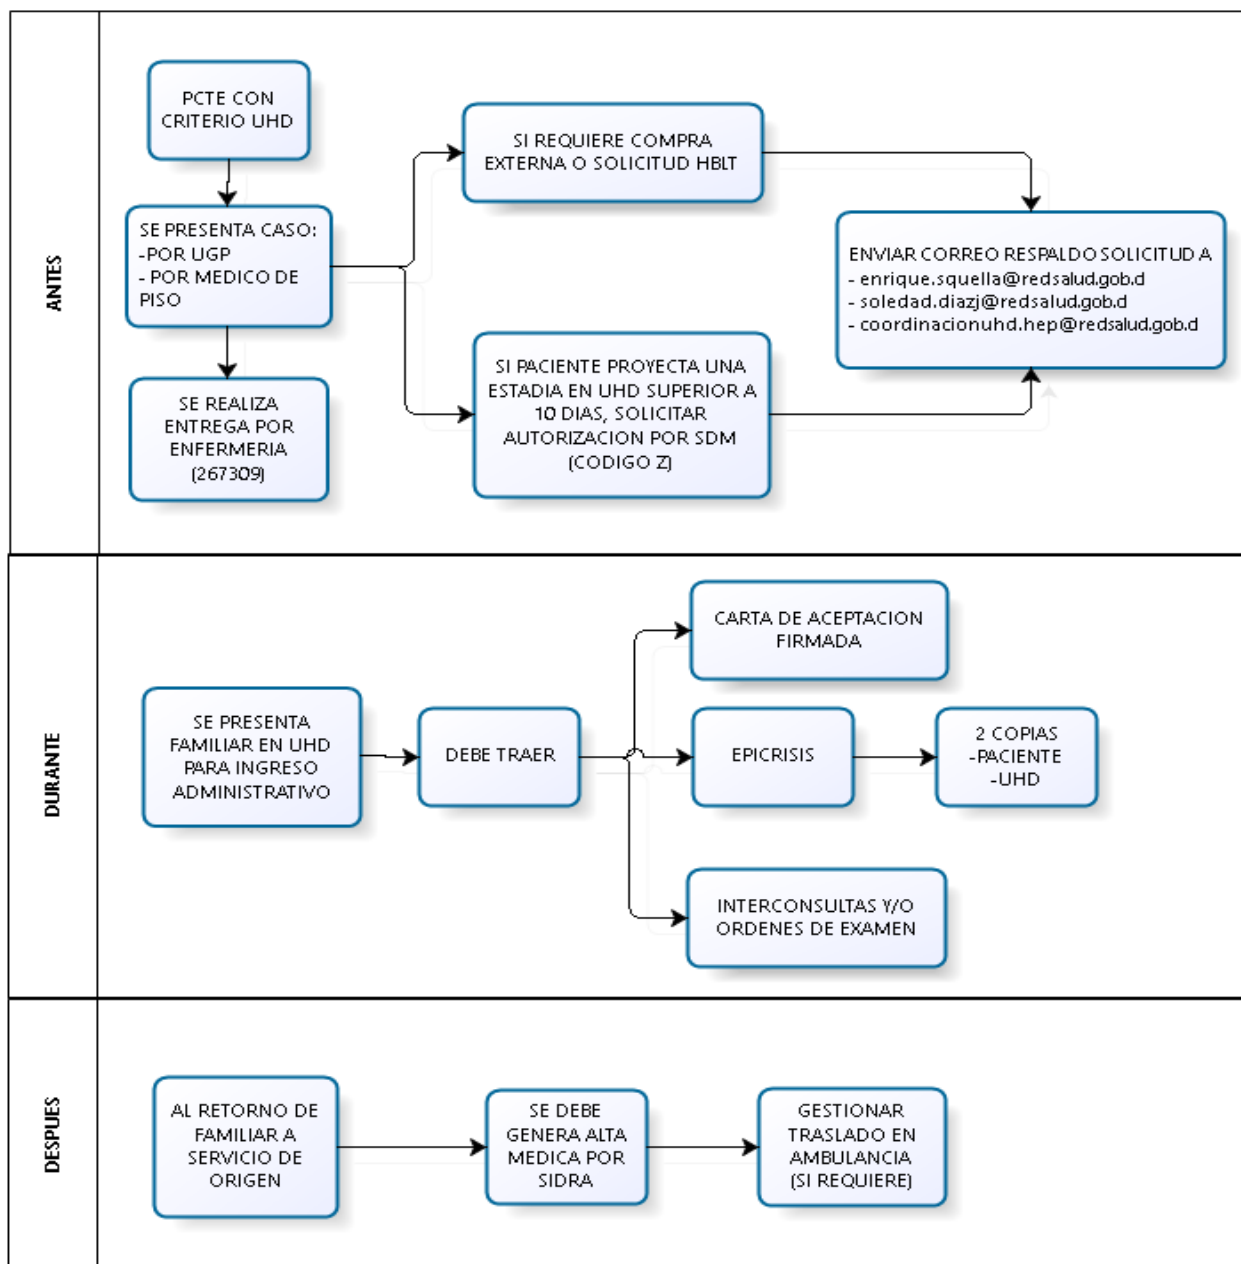 ANTES
PCTE CON
CRITERIO UHD
SE PRESENTA CASO:
-POR UGP
- POR MEDICO DE
PISO
SE REALIZA
ENTREGA POR
ENFERMERIA
(267309)
SI REQUIERE COMPRA
EXTERNA O SOLICITUD HBLT
SI PACIENTE PROYECTA UNA
ESTADIA EN UHD SUPERIOR A
10 DIAS, SOLICITAR
AUTORIZACION POR SDM
(CODIGO Z)
ENVIAR CORREO RESPALDO SOLICITUD A
- enrique.squella@redsalud.gob.cl
- soledad.diazj@redsalud.gob.cl
- coordinacionuhd.hep@redsalud.gob.cl
DURANTE
SE PRESENTA
FAMILIAR EN UHD
PARA INGRESO
ADMINISTRATIVO
DEBE TRAER
CARTA DE ACEPTACION
FIRMADA
EPICRISIS
2 COPIAS
-PACIENTE
-UHD
INTERCONSULTAS Y/O
ORDENES DE EXAMEN
DESPUES
AL RETORNO DE
FAMILIAR A
SERVICIO DE
ORIGEN
SE DEBE
GENERA ALTA
MEDICA POR
SIDRA
GESTIONAR
TRASLADO EN
AMBULANCIA
(SI REQUIERE)